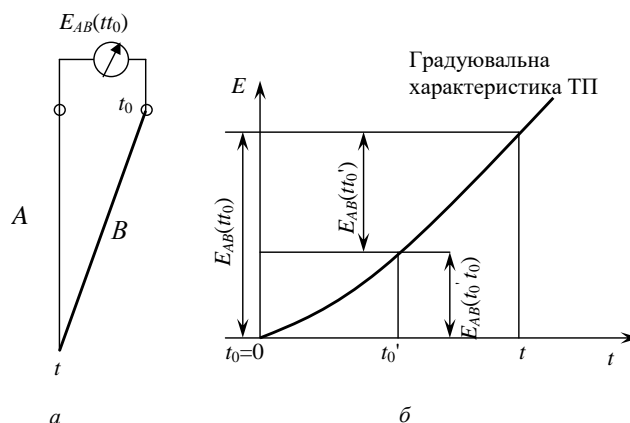 E_AB(tt₀)
t₀
A
B
t
а
Градуювальна
характеристика ТП
E
E_AB(tt₀)
E_AB(tt₀')
E_AB(t₀' t₀)
t₀=0
t₀'
t
t
б